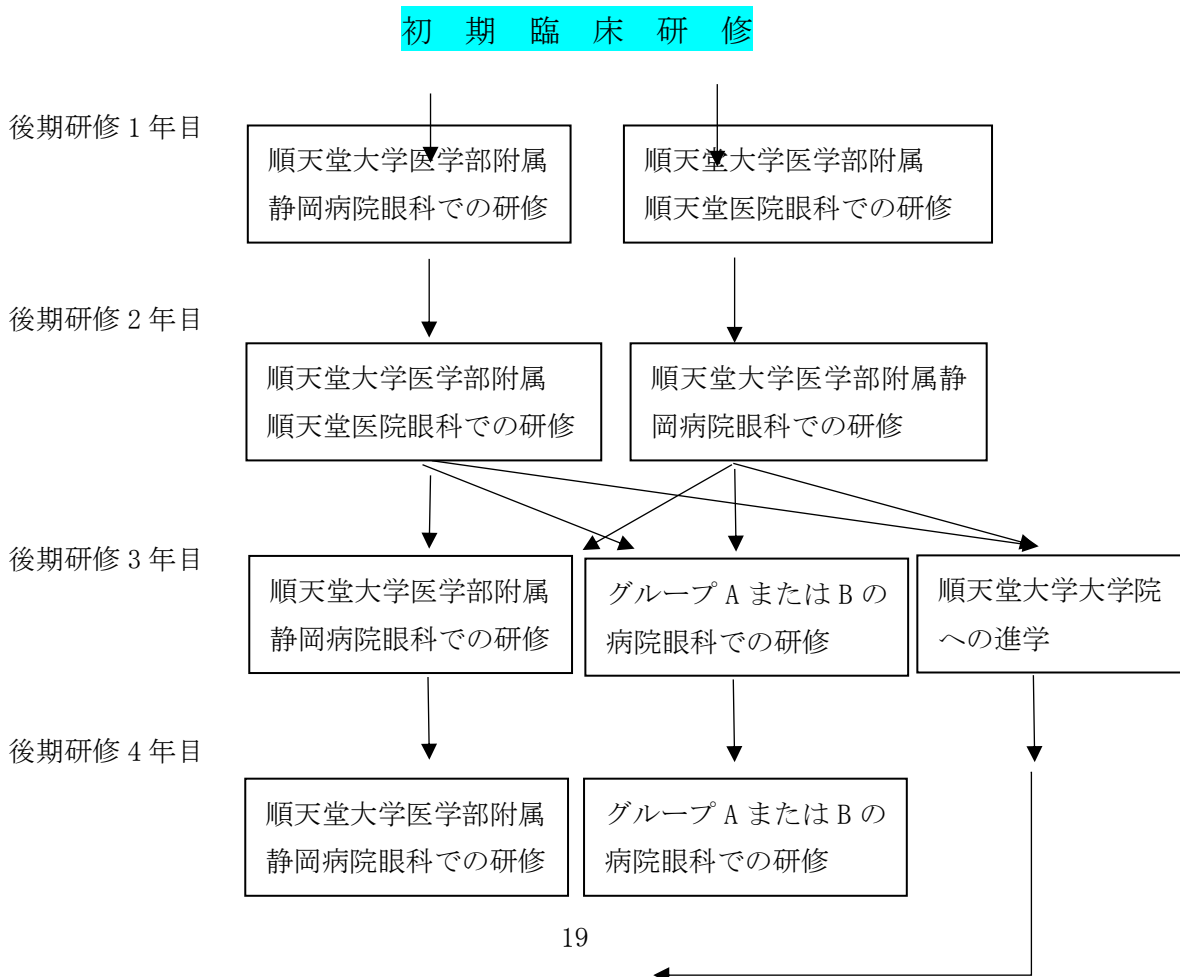 初期臨床研修
後期研修 1 年目
順天堂大学医学部附属
静岡病院眼科での研修
順天堂大学医学部附属
順天堂医院眼科での研修
後期研修 2 年目
順天堂大学医学部附属
順天堂医院眼科での研修
順天堂大学医学部附属静
岡病院眼科での研修
後期研修 3 年目
順天堂大学医学部附属
静岡病院眼科での研修
グループ A または B の
病院眼科での研修
順天堂大学大学院
への進学
後期研修 4 年目
順天堂大学医学部附属
静岡病院眼科での研修
グループ A または B の
病院眼科での研修
19